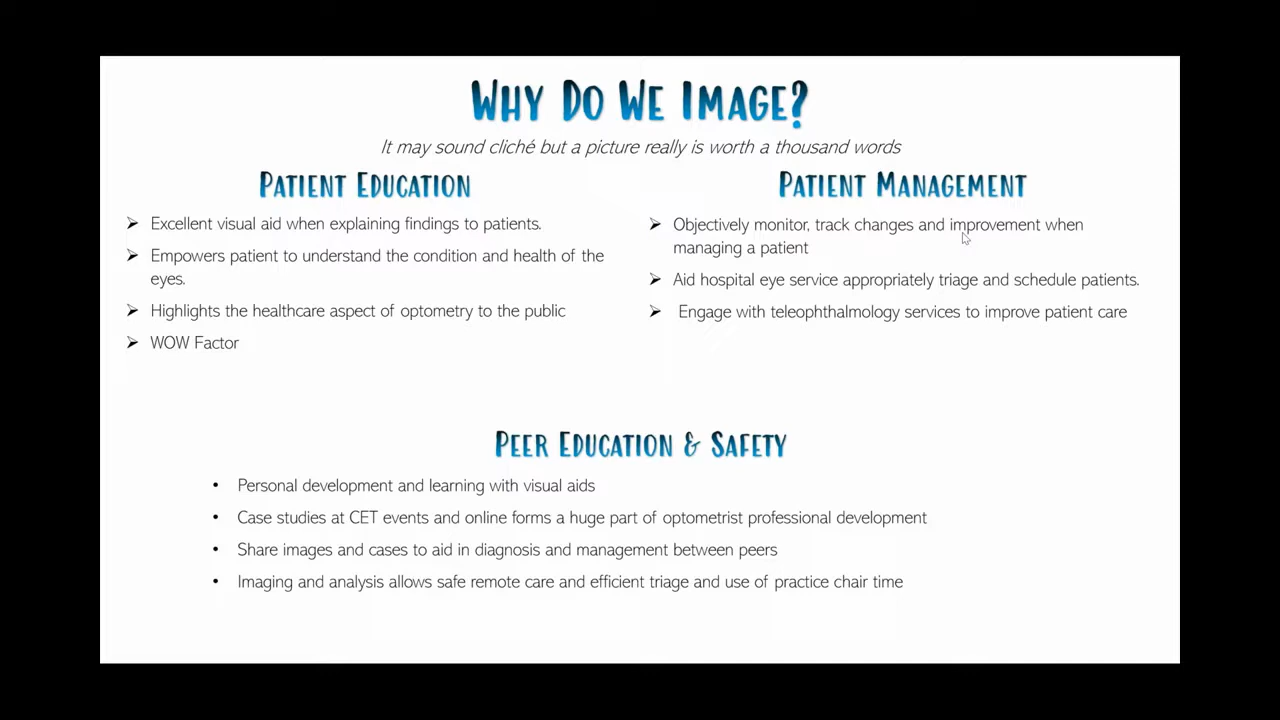 Why Do We Image?
It may sound cliché but a picture really is worth a thousand words
Patient Education
➢ Excellent visual aid when explaining findings to patients.
➢ Empowers patient to understand the condition and health of the
eyes.
➢ Highlights the healthcare aspect of optometry to the public
➢ WOW Factor
Patient Management
➢ Objectively monitor, track changes and improvement when
managing a patient
➢ Aid hospital eye service appropriately triage and schedule patients.
➢ Engage with teleophthalmology services to improve patient care
Peer Education & Safety
• Personal development and learning with visual aids
• Case studies at CET events and online forms a huge part of optometrist professional development
• Share images and cases to aid in diagnosis and management between peers
• Imaging and analysis allows safe remote care and efficient triage and use of practice chair time